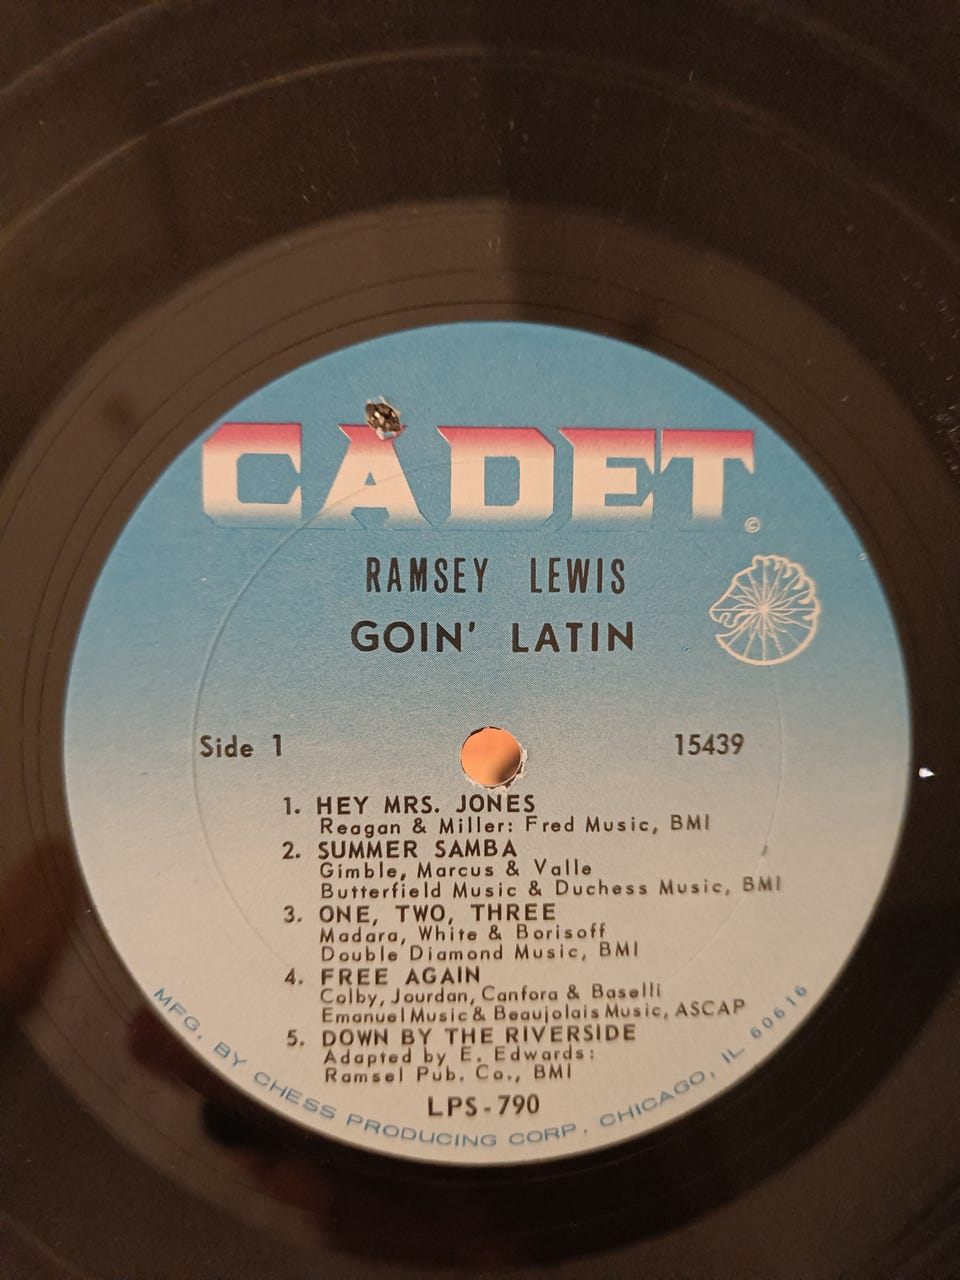 CADET
©
RAMSEY LEWIS
GOIN' LATIN
Side 1
15439
1. HEY MRS. JONES
Reagan & Miller: Fred Music, BMI
2. SUMMER SAMBA
Gimble, Marcus & Valle
Butterfield Music & Duchess Music, BMI
3. ONE, TWO, THREE
Madara, White & Borisoff
Double Diamond Music, BMI
4. FREE AGAIN
Colby, Jourdan, Canfora & Baselli
Emanuel Music & Beaujolais Music, ASCAP
5. DOWN BY THE RIVERSIDE
Adapted by E. Edwards:
Ramsel Pub. Co., BMI
LPS-790
MFG. BY CHESS PRODUCING CORP. CHICAGO, IL 60616